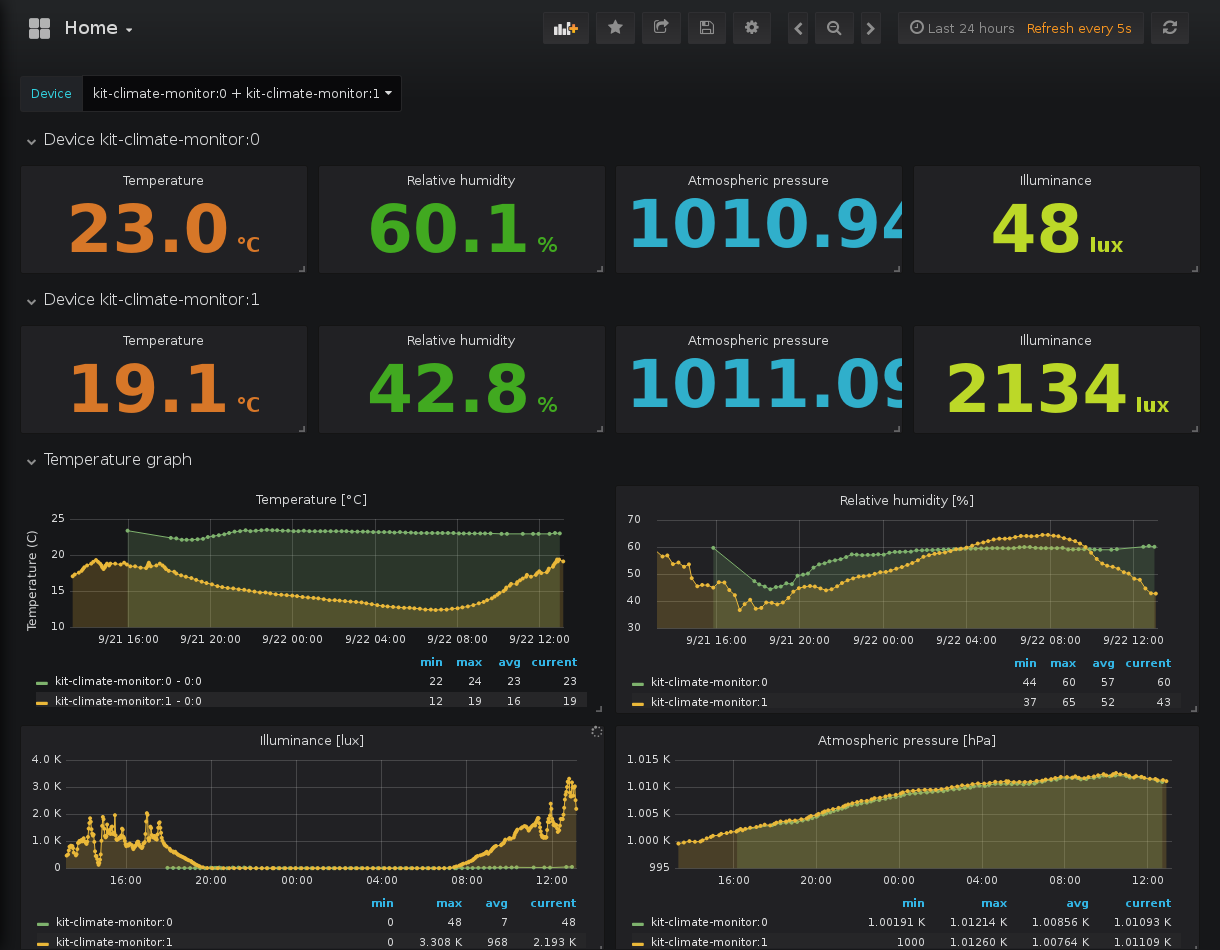 Home
Last 24 hours Refresh every 5s
Device kit-climate-monitor:0 + kit-climate-monitor:1
Device kit-climate-monitor:0
Temperature Relative humidity Atmospheric pressure Illuminance
23.0 °C 60.1 % 1010.94 48 lux
Device kit-climate-monitor:1
Temperature Relative humidity Atmospheric pressure Illuminance
19.1 °C 42.8 % 1011.09 2134 lux
Temperature graph
Temperature [°C]
Temperature (C)
25
20
15
10
9/21 16:00 9/21 20:00 9/22 00:00 9/22 04:00 9/22 08:00 9/22 12:00
min max avg current
kit-climate-monitor:0 - 0:0 22 24 23 23
kit-climate-monitor:1 - 0:0 12 19 16 19
Relative humidity [%]
70
60
50
40
30
9/21 16:00 9/21 20:00 9/22 00:00 9/22 04:00 9/22 08:00 9/22 12:00
min max avg current
kit-climate-monitor:0 44 60 57 60
kit-climate-monitor:1 37 65 52 43
Illuminance [lux]
4.0 K
3.0 K
2.0 K
1.0 K
0
16:00 20:00 00:00 04:00 08:00 12:00
min max avg current
kit-climate-monitor:0 0 48 7 48
kit-climate-monitor:1 0 3.308 K 968 2.193 K
Atmospheric pressure [hPa]
1.015 K
1.010 K
1.005 K
1.000 K
995
16:00 20:00 00:00 04:00 08:00 12:00
min max avg current
kit-climate-monitor:0 1.00191 K 1.01214 K 1.00856 K 1.01093 K
kit-climate-monitor:1 1000 1.01260 K 1.00764 K 1.01109 K